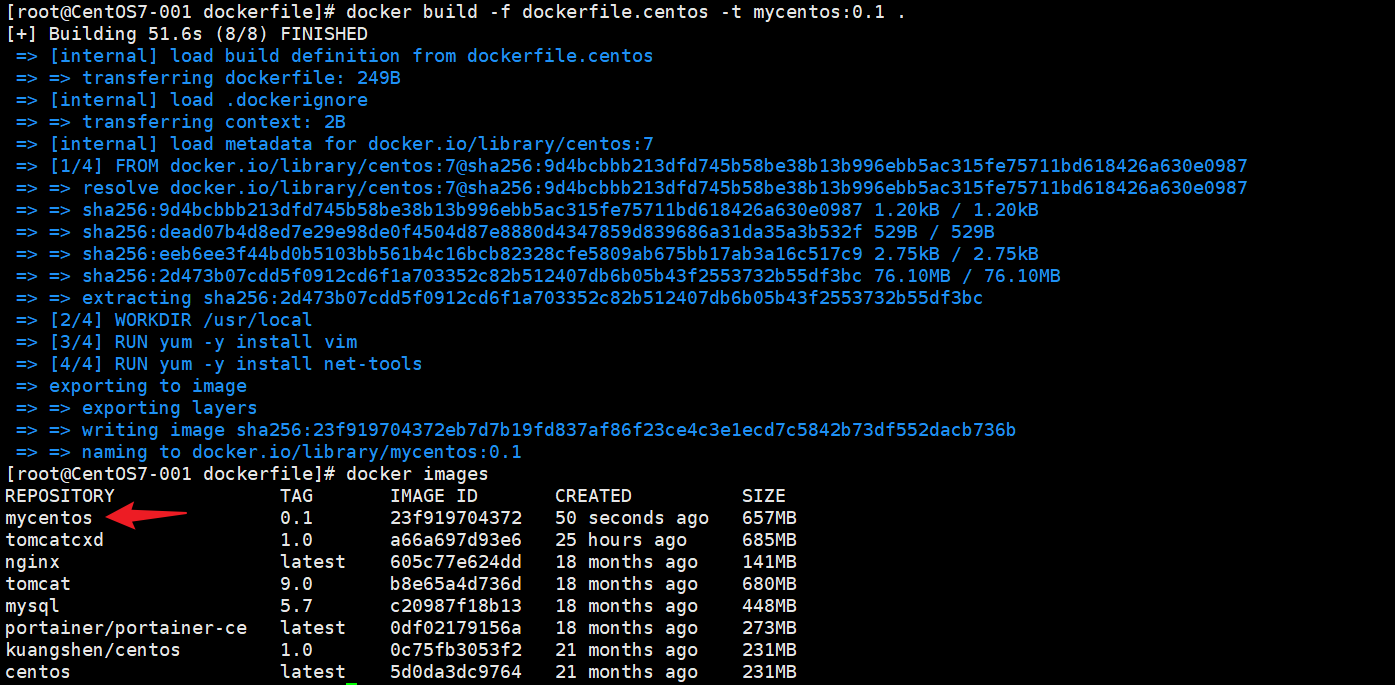 [root@CentOS7-001 dockerfile]# docker build -f dockerfile.centos -t mycentos:0.1 .
[+] Building 51.6s (8/8) FINISHED
=> [internal] load build definition from dockerfile.centos
=> => transferring dockerfile: 249B
=> [internal] load .dockerignore
=> => transferring context: 2B
=> [internal] load metadata for docker.io/library/centos:7
=> [1/4] FROM docker.io/library/centos:7@sha256:9d4bcbbb213dfd745b58be38b13b996ebb5ac315fe75711bd618426a630e0987
=> => resolve docker.io/library/centos:7@sha256:9d4bcbbb213dfd745b58be38b13b996ebb5ac315fe75711bd618426a630e0987
=> => sha256:9d4bcbbb213dfd745b58be38b13b996ebb5ac315fe75711bd618426a630e0987 1.20kB / 1.20kB
=> => sha256:dead07b4d8ed7e29e98de0f4504d87e8880d4347859d839686a31da35a3b532f 529B / 529B
=> => sha256:eeb6ee3f44bd0b5103bb561b4c16bcb82328cfe5809ab675bb17ab3a16c517c9 2.75kB / 2.75kB
=> => sha256:2d473b07cdd5f0912cd6f1a703352c82b512407db6b05b43f2553732b55df3bc 76.10MB / 76.10MB
=> => extracting sha256:2d473b07cdd5f0912cd6f1a703352c82b512407db6b05b43f2553732b55df3bc
=> [2/4] WORKDIR /usr/local
=> [3/4] RUN yum -y install vim
=> [4/4] RUN yum -y install net-tools
=> exporting to image
=> => exporting layers
=> => writing image sha256:23f919704372eb7d7b19fd837af86f23ce4c3e1ecd7c5842b73df552dacb736b
=> => naming to docker.io/library/mycentos:0.1
[root@CentOS7-001 dockerfile]# docker images
REPOSITORY TAG IMAGE ID CREATED SIZE
mycentos 0.1 23f919704372 50 seconds ago 657MB
tomcatcxd 1.0 a66a697d93e6 25 hours ago 685MB
nginx latest 605c77e624dd 18 months ago 141MB
tomcat 9.0 b8e65a4d736d 18 months ago 680MB
mysql 5.7 c20987f18b13 18 months ago 448MB
portainer/portainer-ce latest 0df02179156a 18 months ago 273MB
kuangshen/centos 1.0 0c75fb3053f2 21 months ago 231MB
centos latest 5d0da3dc9764 21 months ago 231MB